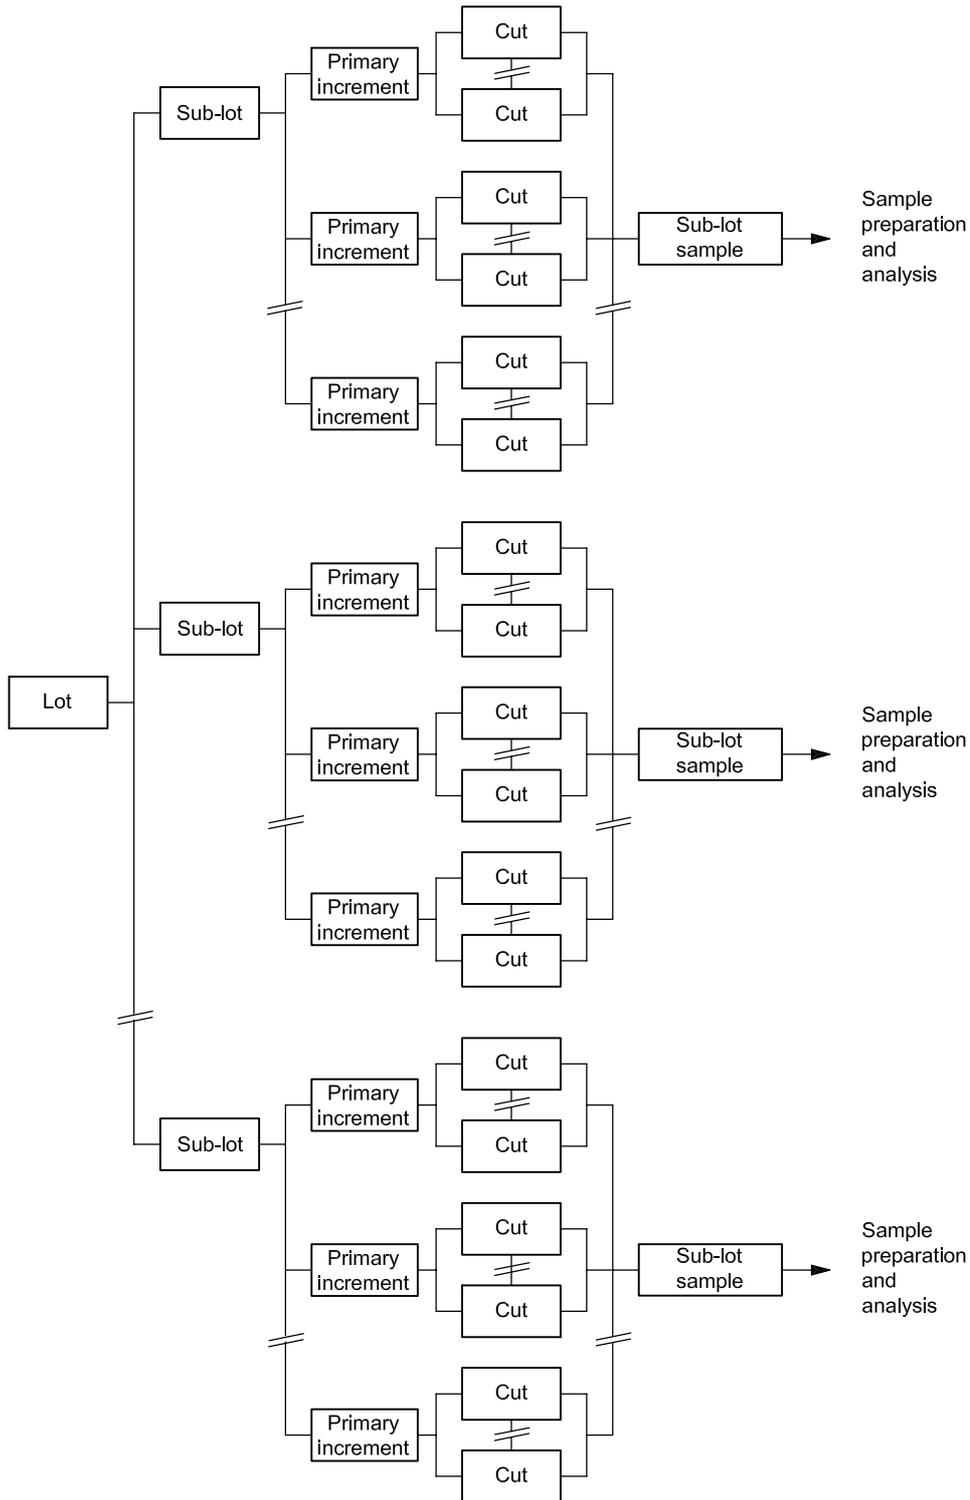 Cut
Primary
increment
Cut
Sub-lot
Cut
Primary
increment
Cut
Sub-lot
sample
Sample
preparation
and
analysis
Cut
Primary
increment
Cut
Cut
Primary
increment
Cut
Sub-lot
Lot
Cut
Primary
increment
Cut
Sub-lot
sample
Sample
preparation
and
analysis
Cut
Primary
increment
Cut
Cut
Primary
increment
Cut
Sub-lot
Cut
Primary
increment
Cut
Sub-lot
sample
Sample
preparation
and
analysis
Cut
Primary
increment
Cut